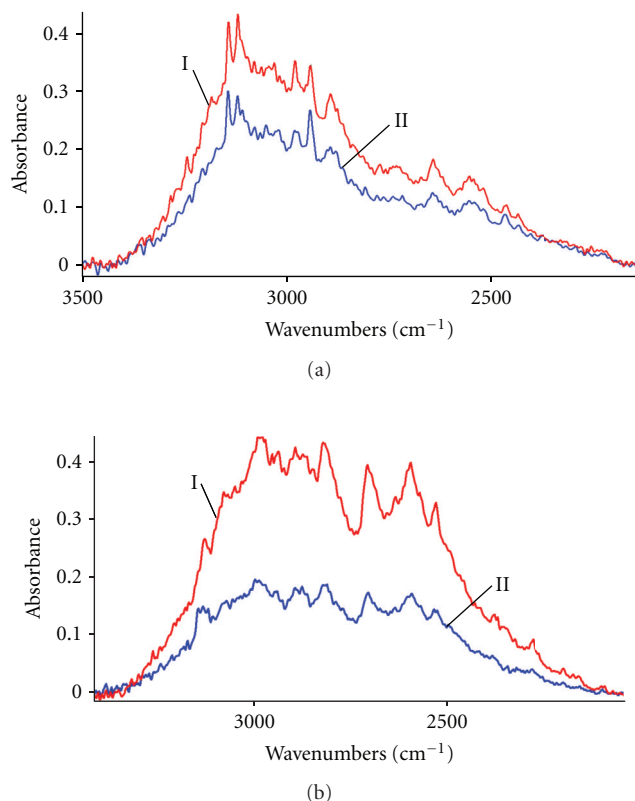 0.4
I
0.3
II
0.2
0.1
0
Absorbance
3500 3000 2500
Wavenumbers (cm⁻¹)
(a)
0.4
I
0.3
0.2
II
0.1
0
Absorbance
3000 2500
Wavenumbers (cm⁻¹)
(b)